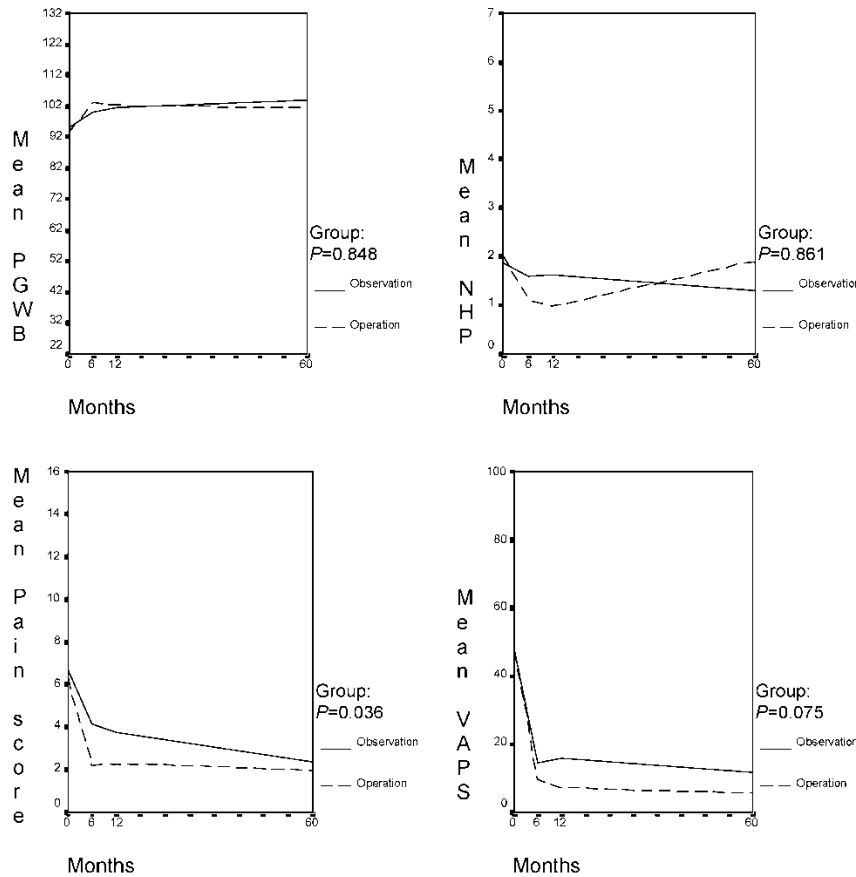 Mean PGWB
132
122
112
102
92
82
72
62
52
42
32
22
0 6 12 60
Months
Group:
P=0.848
Observation
Operation
Mean NHP
7
6
5
4
3
2
1
0
0 6 12 60
Months
Group:
P=0.861
Observation
Operation
Mean Pain score
16
14
12
10
8
6
4
2
0
0 6 12 60
Months
Group:
P=0.036
Observation
Operation
Mean VAPS
100
80
60
40
20
0
0 6 12 60
Months
Group:
P=0.075
Observation
Operation